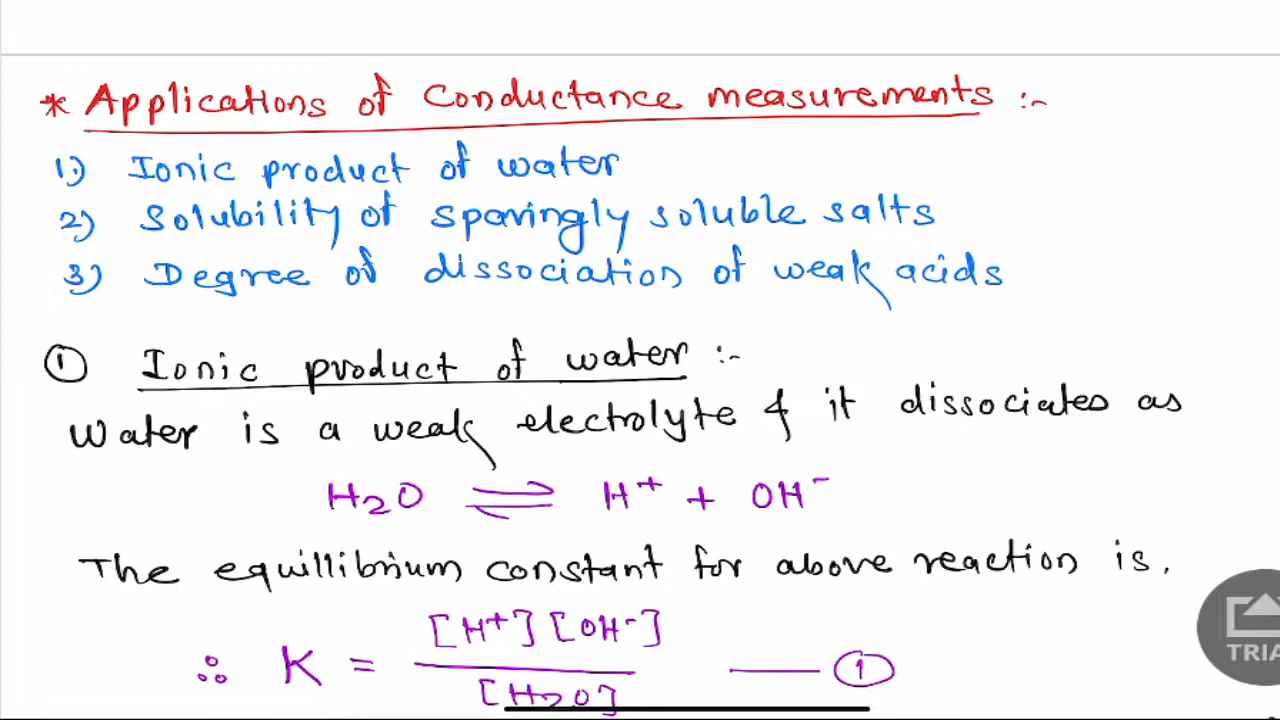 * Applications of Conductance measurements :-
1) Ionic product of water
2) Solubility of sparingly soluble salts
3) Degree of dissociation of weak acids
① Ionic product of water :-
Water is a weak electrolyte & it dissociates as
H2O ⇌ H+ + OH-
The equillibrium constant for above reaction is.
∴ K = [H+][OH-] / [H2O] —— ①
TRIA